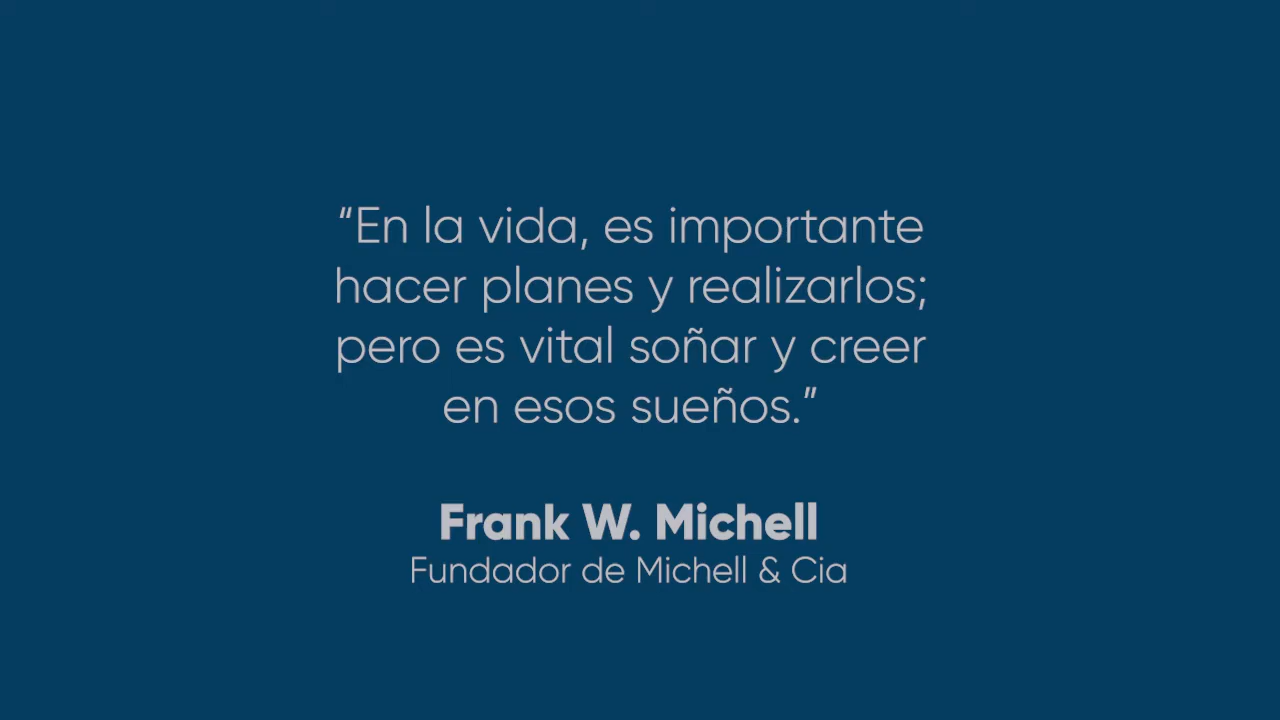 “En la vida, es importante
hacer planes y realizarlos;
pero es vital soñar y creer
en esos sueños.”
Frank W. Michell
Fundador de Michell & Cia